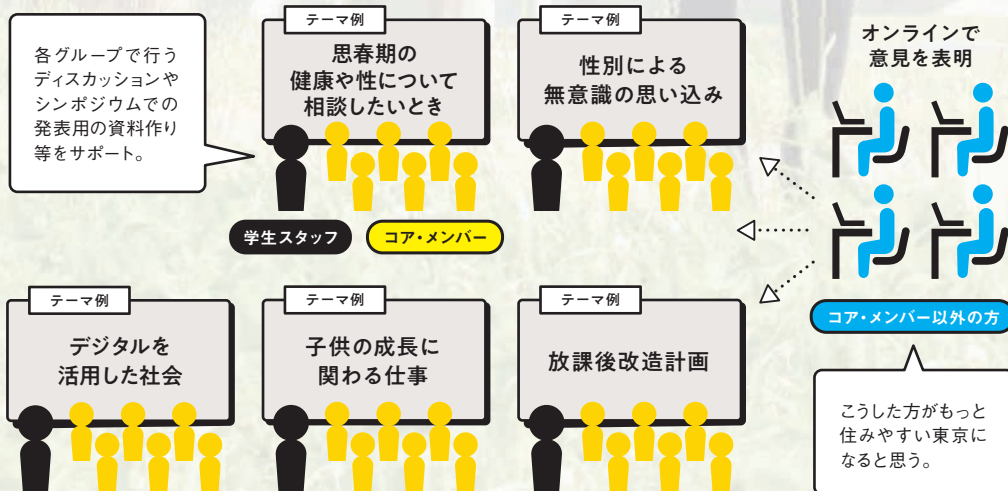 各グループで行う
ディスカッションや
シンポジウムでの
発表用の資料作り
等をサポート。
テーマ例
思春期の
健康や性について
相談したいとき
テーマ例
性別による
無意識の思い込み
オンラインで
意見を表明
学生スタッフ
コア・メンバー
テーマ例
デジタルを
活用した社会
テーマ例
子供の成長に
関わる仕事
テーマ例
放課後改造計画
コア・メンバー以外の方
こうした方がもっと
住みやすい東京に
なると思う。